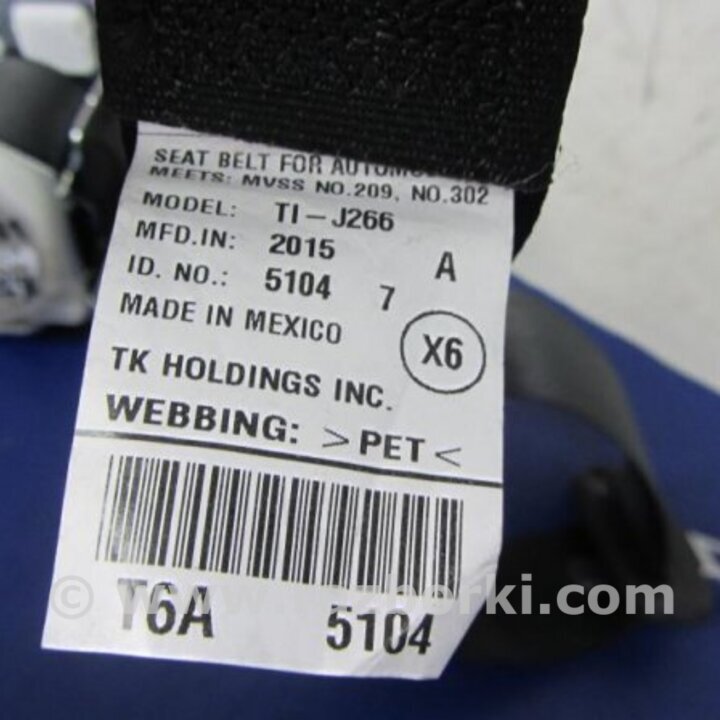 SEAT BELT FOR
MEETS: MVSS NO.209, NO.302
MODEL: TI-J266
MFD.IN: 2015 A
ID. NO.: 5104 7
MADE IN MEXICO X6
TK HOLDINGS INC.
WEBBING: >PET<
T6A 5104